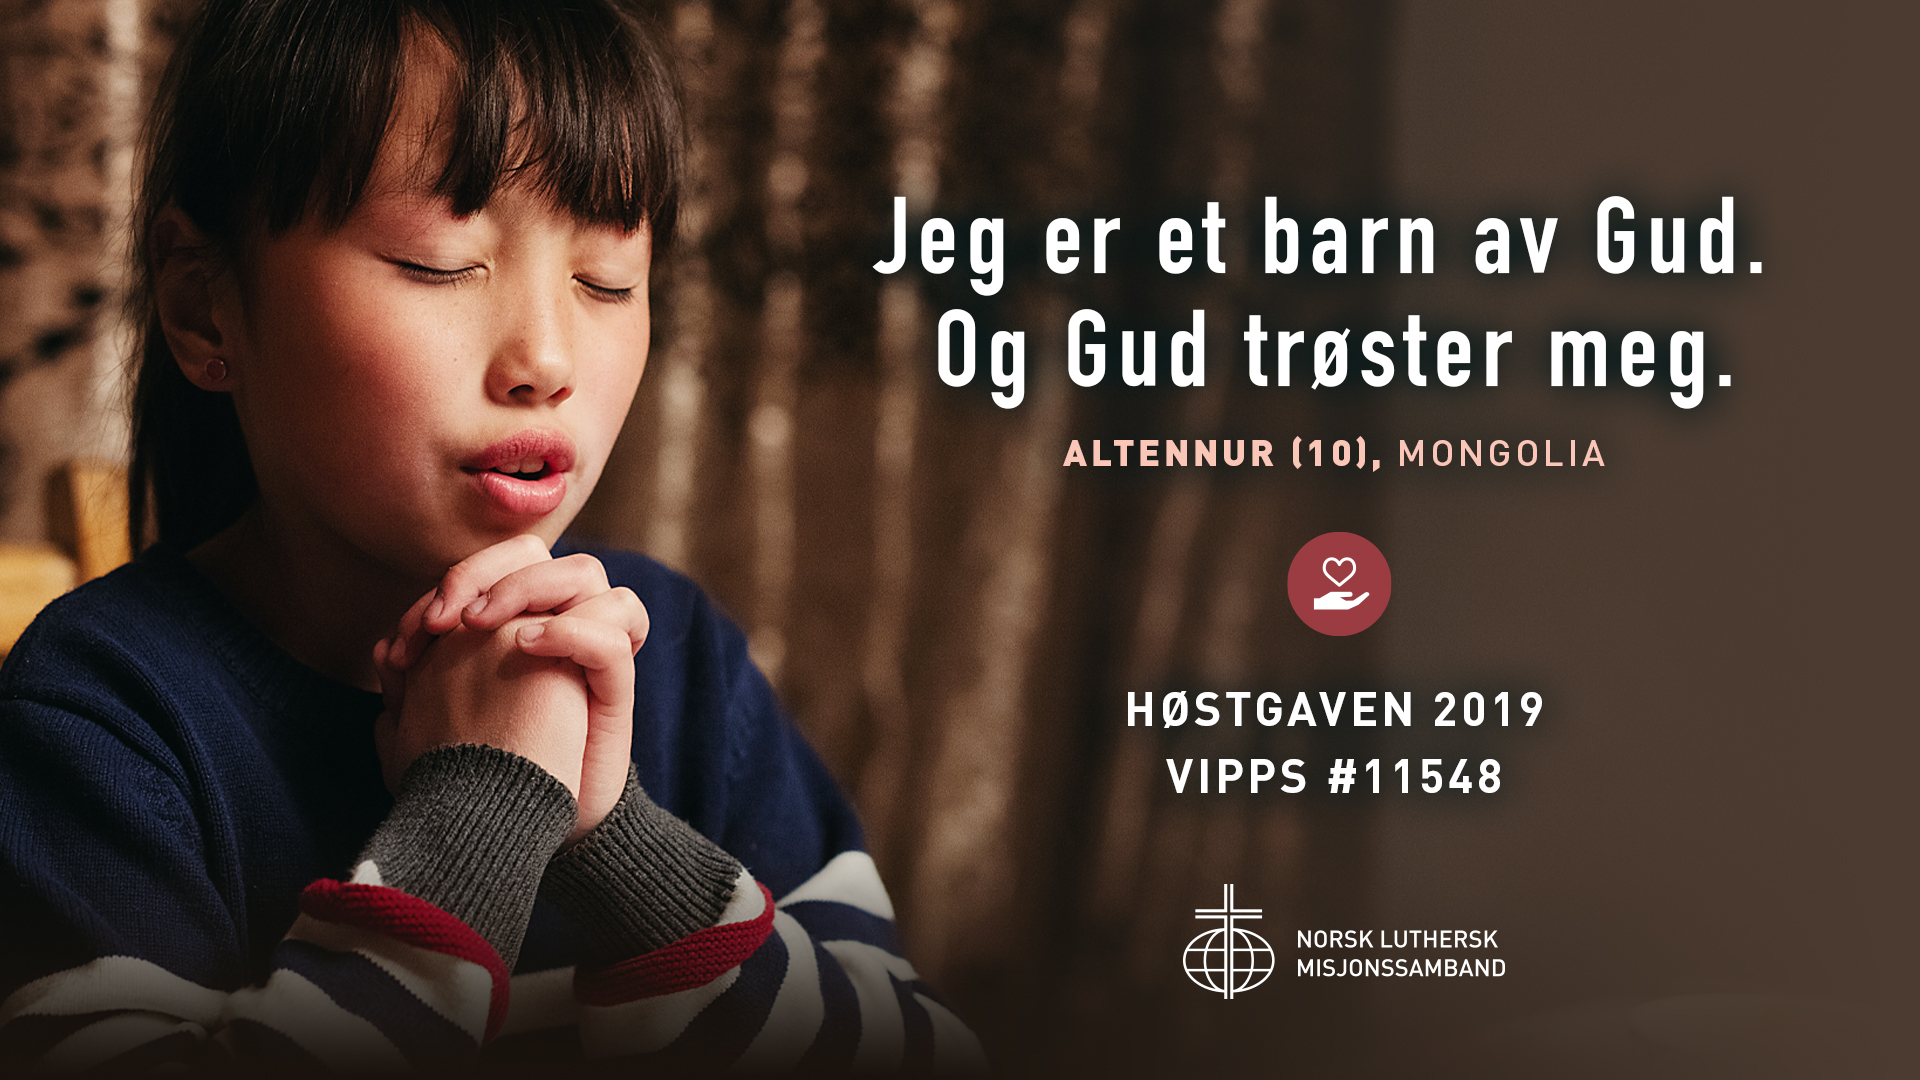 Jeg er et barn av Gud.
Og Gud trøster meg.
ALTENNUR (10), MONGOLIA
HØSTGAVEN 2019
VIPPS #11548
NORSK LUTHERSK
MISJONSSAMBAND